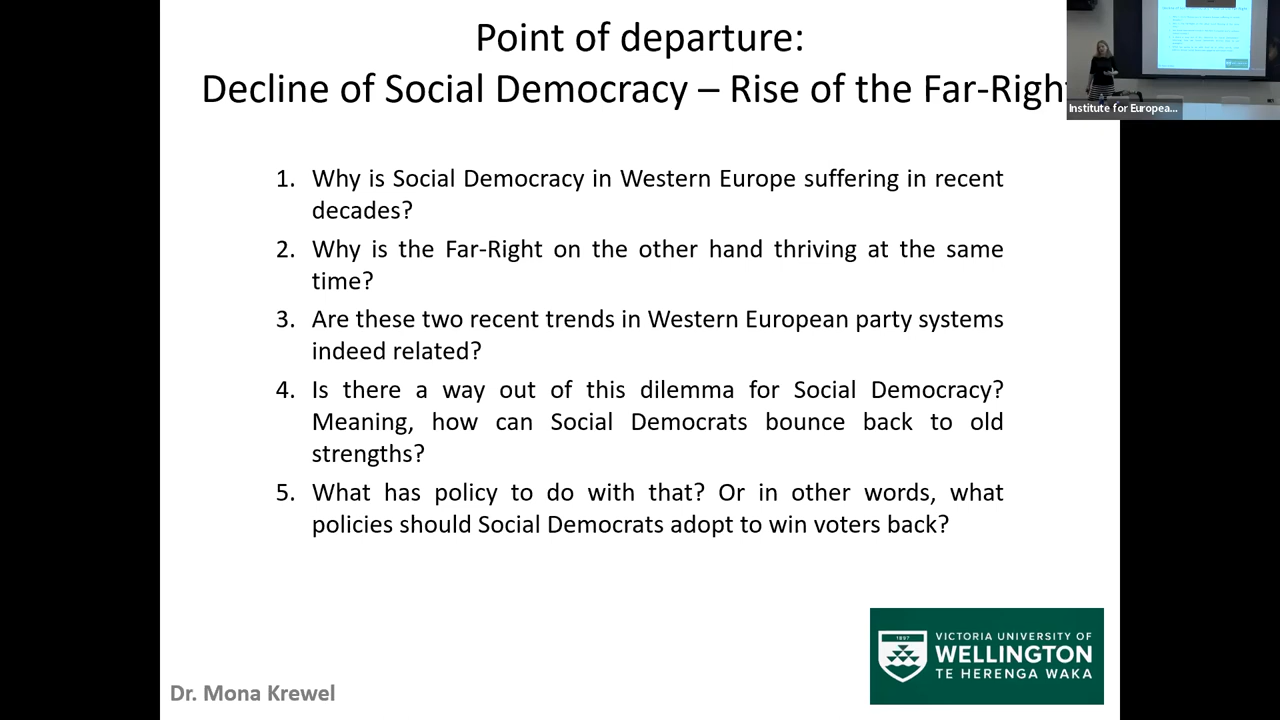 Point of departure:
Decline of Social Democracy – Rise of the Far-Right
Institute for Europea...
1. Why is Social Democracy in Western Europe suffering in recent
decades?
2. Why is the Far-Right on the other hand thriving at the same
time?
3. Are these two recent trends in Western European party systems
indeed related?
4. Is there a way out of this dilemma for Social Democracy?
Meaning, how can Social Democrats bounce back to old
strengths?
5. What has policy to do with that? Or in other words, what
policies should Social Democrats adopt to win voters back?
1897
VICTORIA UNIVERSITY OF
WELLINGTON
TE HERENGA WAKA
Dr. Mona Krewel